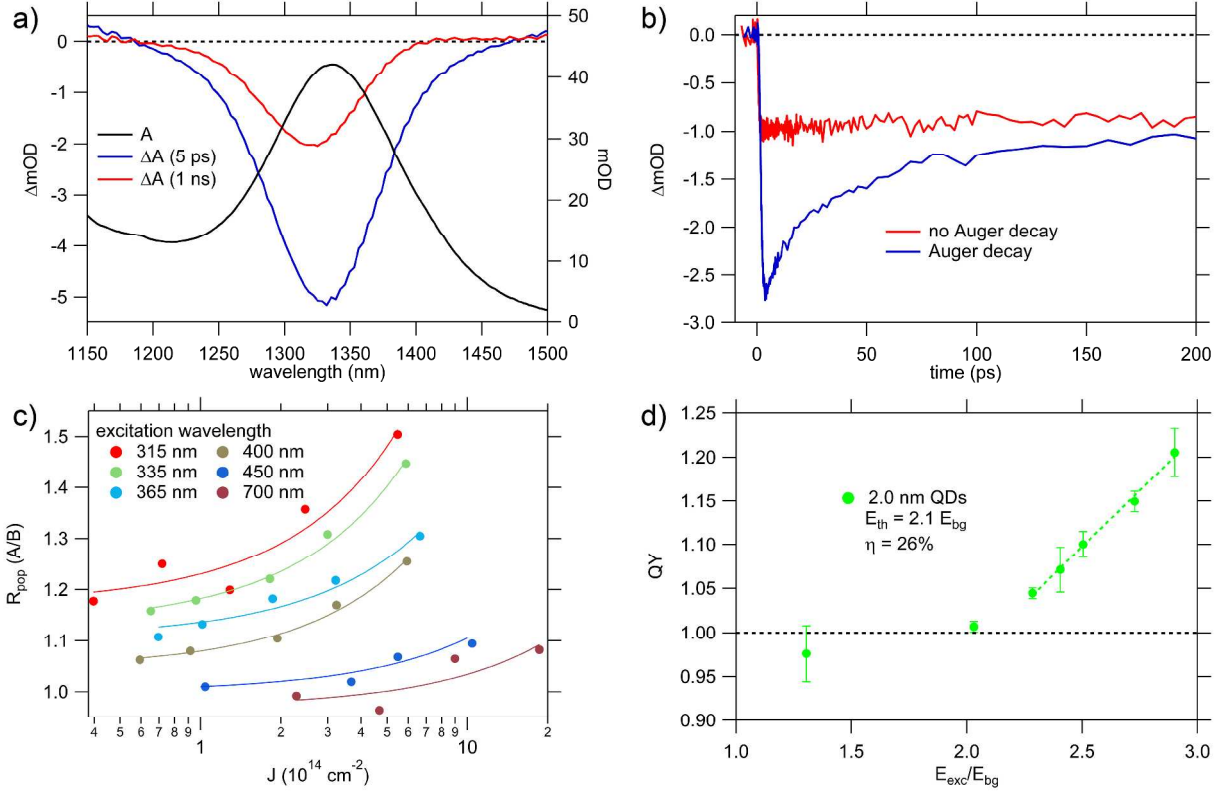 a)
ΔmOD
0
-1
-2
-3
-4
-5
A
ΔA (5 ps)
ΔA (1 ns)
50
40
30
20
10
0
mOD
1150 1200 1250 1300 1350 1400 1450 1500
wavelength (nm)
b)
ΔmOD
0.0
-0.5
-1.0
-1.5
-2.0
-2.5
-3.0
no Auger decay
Auger decay
0 50 100 150 200
time (ps)
c)
R_pop (A/B)
1.5
1.4
1.3
1.2
1.1
1.0
excitation wavelength
315 nm 400 nm
335 nm 450 nm
365 nm 700 nm
4 5 6 7 8 9 1 2 3 4 5 6 7 8 9 10 2
J (10^14 cm^-2)
d)
QY
1.25
1.20
1.15
1.10
1.05
1.00
0.95
0.90
2.0 nm QDs
E_th = 2.1 E_bg
η = 26%
1.0 1.5 2.0 2.5 3.0
E_exc/E_bg